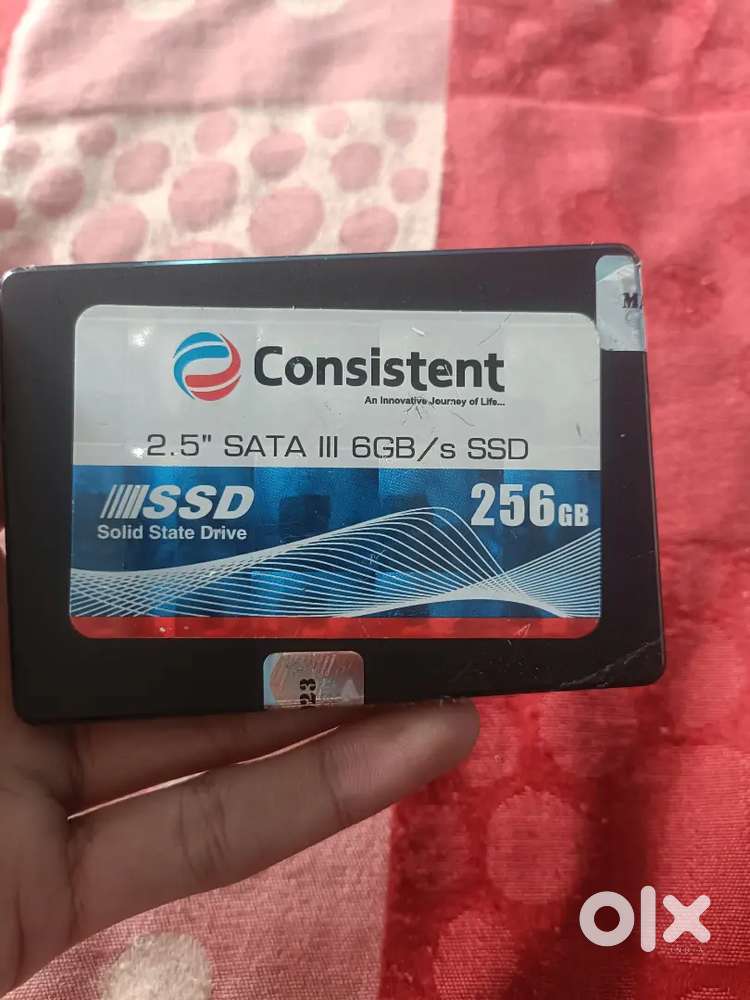 Consistent
An Innovative Journey of Life...
2.5" SATA III 6GB/s SSD
SSD
256GB
Solid State Drive
olx